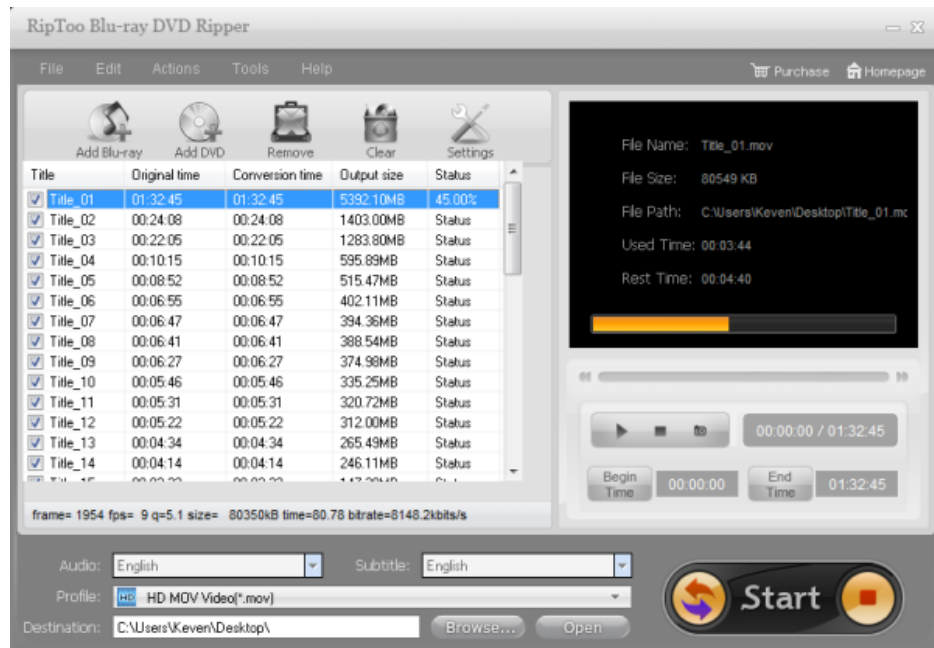 RipToo Blu-ray DVD Ripper
File Edit Actions Tools Help
Purchase Homepage
Add Blu-ray Add DVD Remove Clear Settings
Title Original time Conversion time Output size Status
Title_01 01:32:45 01:32:45 5392.10MB 45.00%
Title_02 00:24:08 00:24:08 1403.00MB Status
Title_03 00:22:05 00:22:05 1283.80MB Status
Title_04 00:10:15 00:10:15 595.89MB Status
Title_05 00:08:52 00:08:52 515.47MB Status
Title_06 00:06:55 00:06:55 402.11MB Status
Title_07 00:06:47 00:06:47 394.36MB Status
Title_08 00:06:41 00:06:41 388.54MB Status
Title_09 00:06:27 00:06:27 374.98MB Status
Title_10 00:05:46 00:05:46 335.25MB Status
Title_11 00:05:31 00:05:31 320.72MB Status
Title_12 00:05:22 00:05:22 312.00MB Status
Title_13 00:04:34 00:04:34 265.49MB Status
Title_14 00:04:14 00:04:14 246.11MB Status
frame= 1954 fps= 9 q=5.1 size= 80350kB time=80.78 bitrate=8148.2kbits/s
File Name: Title_01.mov
File Size: 80549 KB
File Path: C:\Users\Keven\Desktop\Title_01.mc
Used Time: 00:03:44
Rest Time: 00:04:40
00:00:00 / 01:32:45
Begin Time 00:00:00 End Time 01:32:45
Audio: English Subtitle: English
Profile: HD HD MOV Video(*.mov)
Destination: C:\Users\Keven\Desktop\ Browse... Open
Start